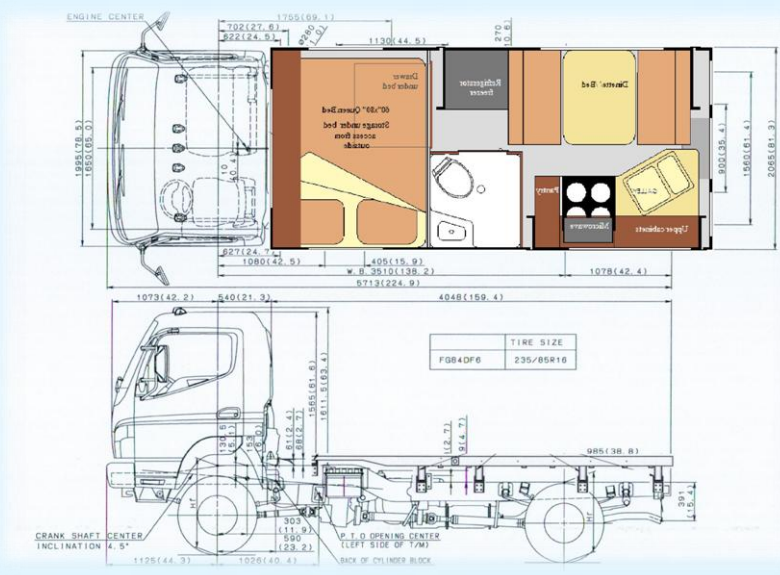 ENGINE CENTER
1755(69.1)
702(27.6)
622(24.5)
1130(44.5)
270
10.6
1995(78.5)
1650(65.0)
Drawer
under bed
60"x80" Queen Bed
Storage under bed
access from
outside
Refrigerator
freezer
Dinette/Bed
Pantry
Microwave
Upper cabinets
900(35.4)
1560(61.4)
2065(81.3)
627(24.7)
1080(42.5)
405(15.9)
W.B.3510(138.2)
1078(42.4)
5713(224.9)
1073(42.2)
540(21.3)
4048(159.4)
TIRE SIZE
FG84DF6
235/85R16
1565(61.6)
1611.5(63.4)
61(2.4)
68(2.7)
985(38.8)
391
(15.4)
303
(11.9)
590
(23.2)
CRANK SHAFT CENTER
INCLINATION 4.5°
P.T.O OPENING CENTER
(LEFT SIDE OF T/M)
BACK OF CYLINDER BLOCK
1125(44.3)
1026(40.4)